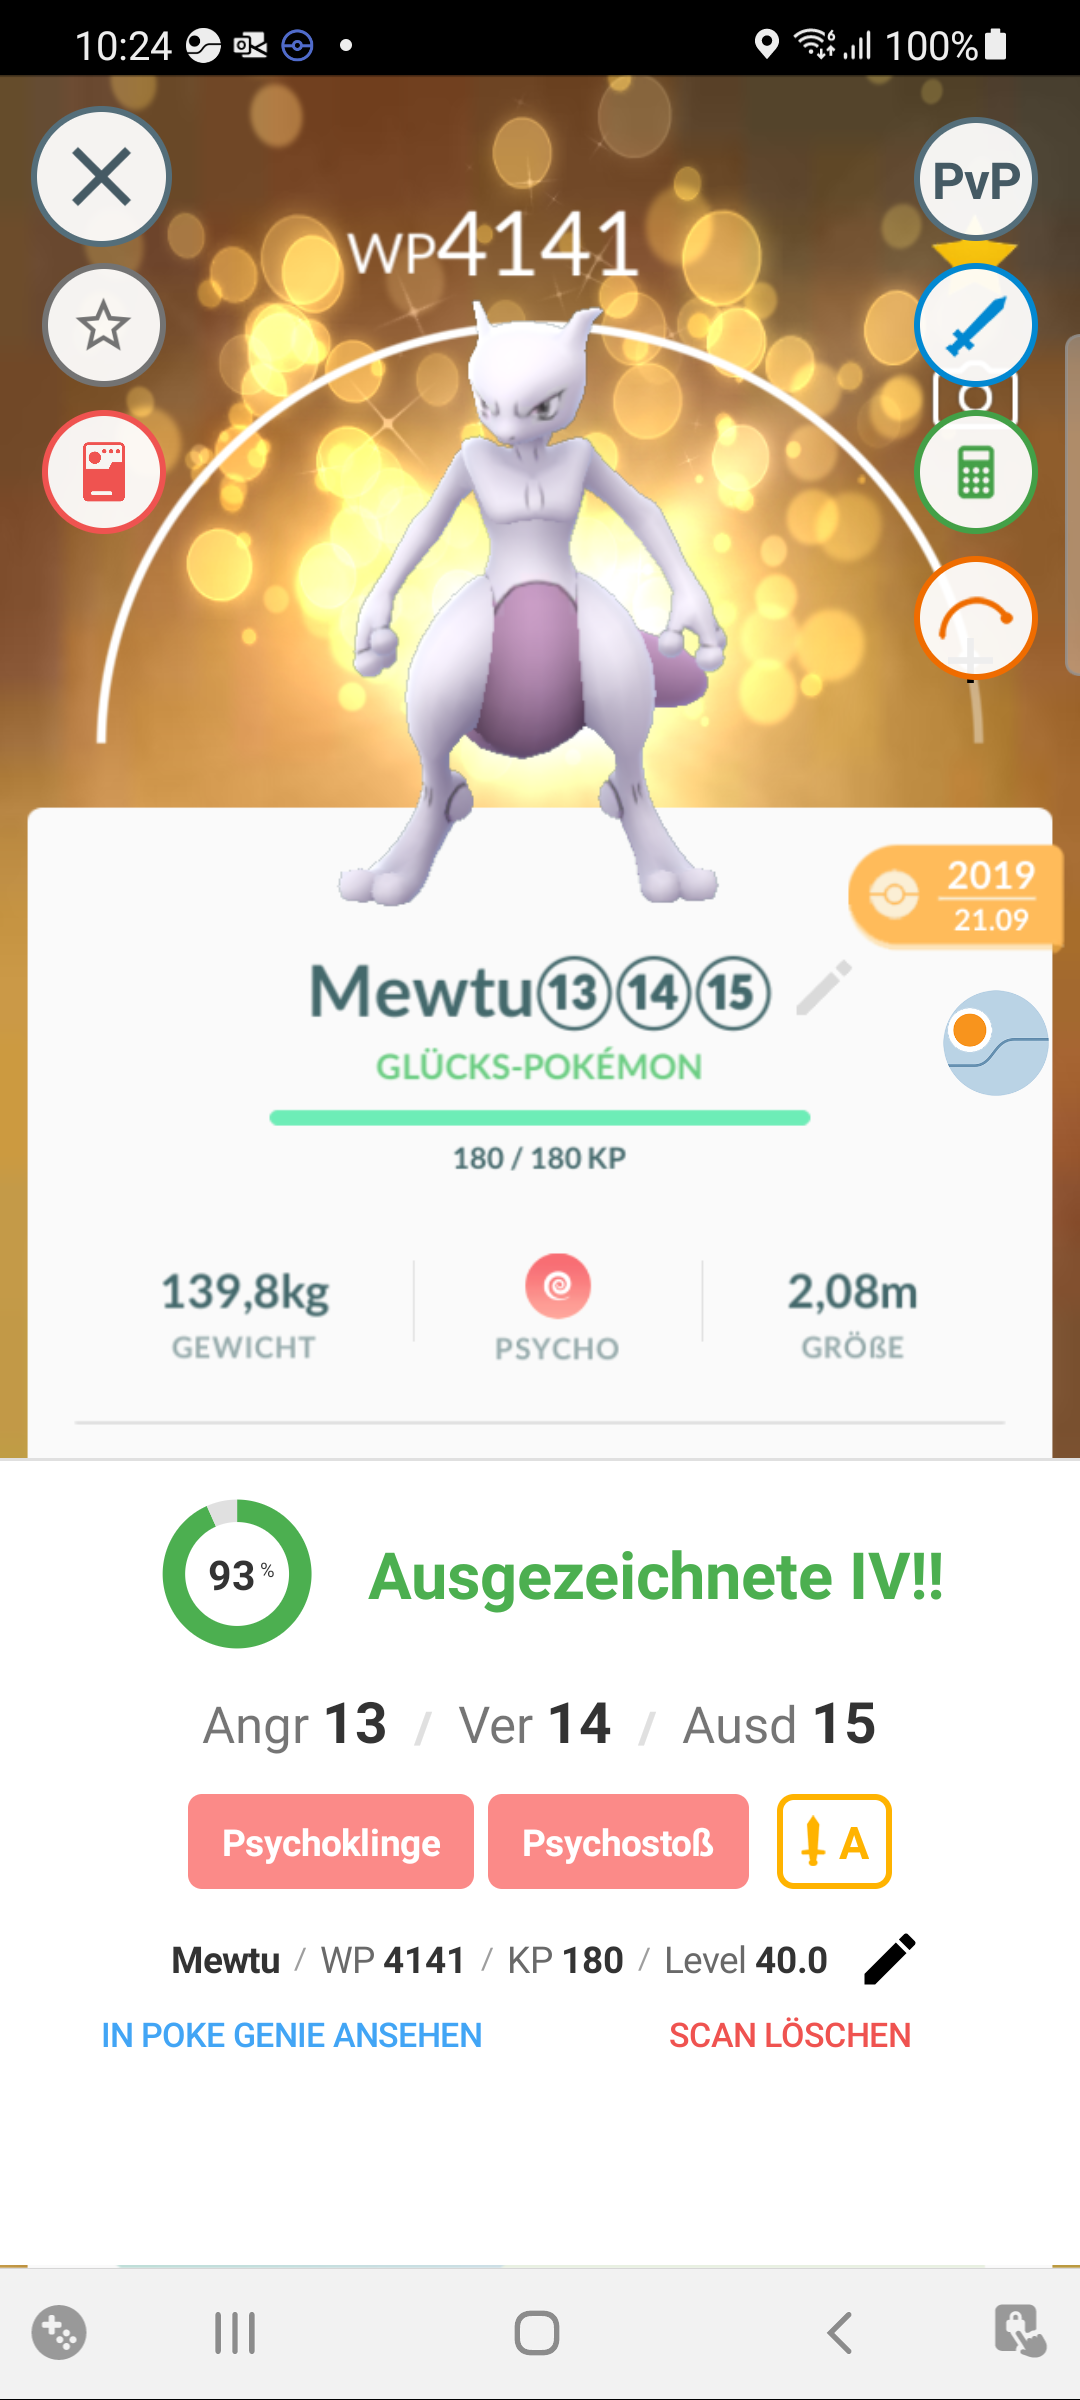 10:24
100%
PvP
WP4141
2019
21.09
Mewtu⑬⑭⑮
GLÜCKS-POKÉMON
180 / 180 KP
139,8kg
GEWICHT
PSYCHO
2,08m
GRÖßE
93 %
Ausgezeichnete IV!!
Angr 13 / Ver 14 / Ausd 15
Psychoklinge
Psychostoß
A
Mewtu / WP 4141 / KP 180 / Level 40.0
IN POKE GENIE ANSEHEN
SCAN LÖSCHEN